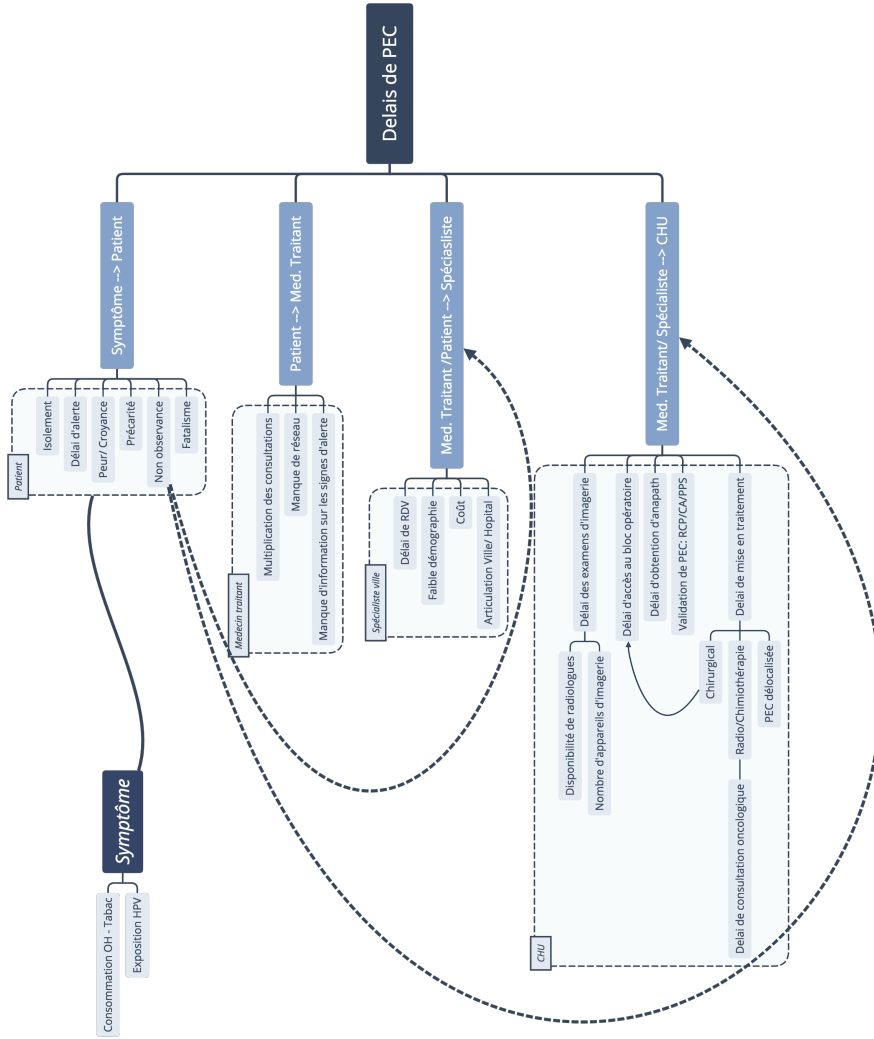 Delais de PEC
Symptôme --> Patient
Patient
Isolement
Délai d'alerte
Peur/ Croyance
Précarité
Non observance
Fatalisme
Symptôme
Consommation OH - Tabac
Exposition HPV
Patient --> Med. Traitant
Medecin traitant
Multiplication des consultations
Manque de réseau
Manque d'information sur les signes d'alerte
Med. Traitant /Patient --> Spéciasliste
Spécialiste ville
Délai de RDV
Faible démographie
Coût
Articulation Ville/ Hopital
Med. Traitant/ Spécialiste --> CHU
CHU
Délai des examens d'imagerie
Disponibilité de radiologues
Nombre d'appareils d'imagerie
Délai d'accès au bloc opératoire
Délai d'obtention d'anapath
Validation de PEC: RCP/CA/PPS
Delai de mise en traitement
Chirurgical
Radio/Chimiothérapie
Delai de consultation oncologique
PEC délocalisée